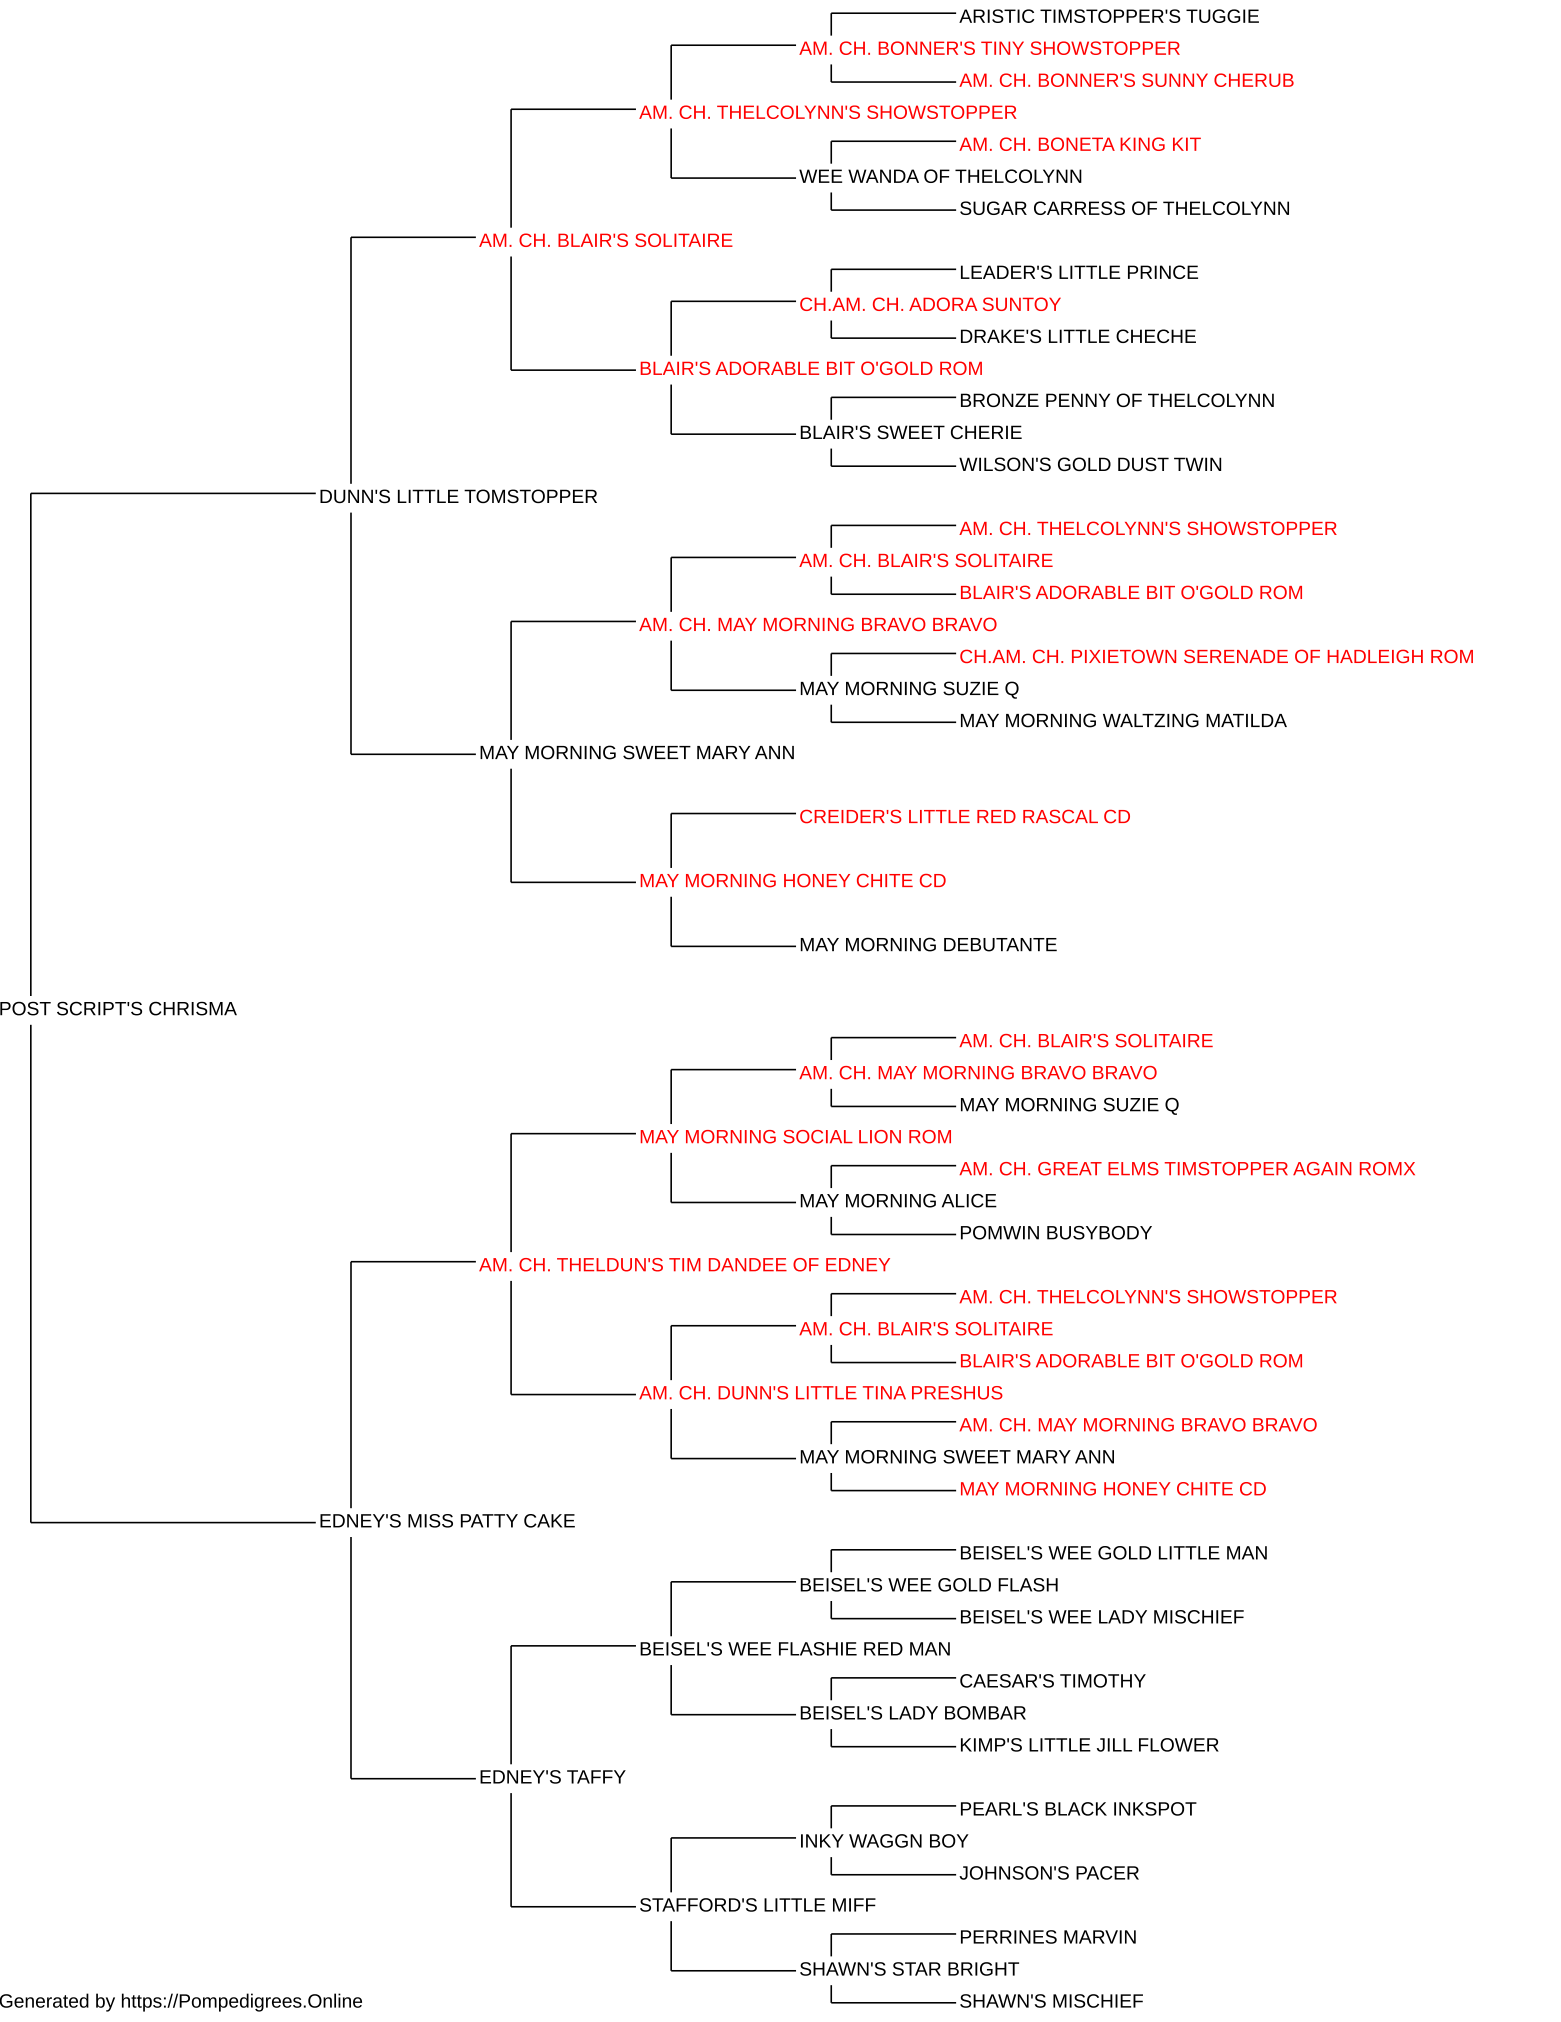 ARISTIC TIMSTOPPER'S TUGGIE
AM. CH. BONNER'S TINY SHOWSTOPPER
AM. CH. BONNER'S SUNNY CHERUB
AM. CH. THELCOLYNN'S SHOWSTOPPER
AM. CH. BONETA KING KIT
WEE WANDA OF THELCOLYNN
SUGAR CARRESS OF THELCOLYNN
AM. CH. BLAIR'S SOLITAIRE
LEADER'S LITTLE PRINCE
CH.AM. CH. ADORA SUNTOY
DRAKE'S LITTLE CHECHE
BLAIR'S ADORABLE BIT O'GOLD ROM
BRONZE PENNY OF THELCOLYNN
BLAIR'S SWEET CHERIE
WILSON'S GOLD DUST TWIN
DUNN'S LITTLE TOMSTOPPER
AM. CH. THELCOLYNN'S SHOWSTOPPER
AM. CH. BLAIR'S SOLITAIRE
BLAIR'S ADORABLE BIT O'GOLD ROM
AM. CH. MAY MORNING BRAVO BRAVO
CH.AM. CH. PIXIETOWN SERENADE OF HADLEIGH ROM
MAY MORNING SUZIE Q
MAY MORNING WALTZING MATILDA
MAY MORNING SWEET MARY ANN
CREIDER'S LITTLE RED RASCAL CD
MAY MORNING HONEY CHITE CD
MAY MORNING DEBUTANTE
POST SCRIPT'S CHRISMA
AM. CH. BLAIR'S SOLITAIRE
AM. CH. MAY MORNING BRAVO BRAVO
MAY MORNING SUZIE Q
MAY MORNING SOCIAL LION ROM
AM. CH. GREAT ELMS TIMSTOPPER AGAIN ROMX
MAY MORNING ALICE
POMWIN BUSYBODY
AM. CH. THELDUN'S TIM DANDEE OF EDNEY
AM. CH. THELCOLYNN'S SHOWSTOPPER
AM. CH. BLAIR'S SOLITAIRE
BLAIR'S ADORABLE BIT O'GOLD ROM
AM. CH. DUNN'S LITTLE TINA PRESHUS
AM. CH. MAY MORNING BRAVO BRAVO
MAY MORNING SWEET MARY ANN
MAY MORNING HONEY CHITE CD
EDNEY'S MISS PATTY CAKE
BEISEL'S WEE GOLD LITTLE MAN
BEISEL'S WEE GOLD FLASH
BEISEL'S WEE LADY MISCHIEF
BEISEL'S WEE FLASHIE RED MAN
CAESAR'S TIMOTHY
BEISEL'S LADY BOMBAR
KIMP'S LITTLE JILL FLOWER
EDNEY'S TAFFY
PEARL'S BLACK INKSPOT
INKY WAGGN BOY
JOHNSON'S PACER
STAFFORD'S LITTLE MIFF
PERRINES MARVIN
SHAWN'S STAR BRIGHT
SHAWN'S MISCHIEF
Generated by https://Pompedigrees.Online